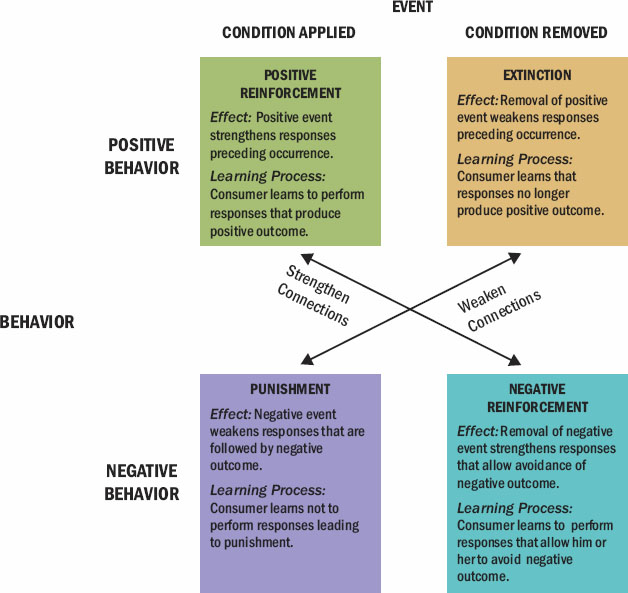 EVENT
CONDITION APPLIED
CONDITION REMOVED
POSITIVE
BEHAVIOR
POSITIVE
REINFORCEMENT
Effect: Positive event
strengthens responses
preceding occurrence.
Learning Process:
Consumer learns to perform
responses that produce
positive outcome.
EXTINCTION
Effect: Removal of positive
event weakens responses
preceding occurrence.
Learning Process:
Consumer learns that
responses no longer
produce positive outcome.
Strengthen
Connections
Weaken
Connections
BEHAVIOR
NEGATIVE
BEHAVIOR
PUNISHMENT
Effect: Negative event
weakens responses that are
followed by negative
outcome.
Learning Process:
Consumer learns not to
perform responses leading
to punishment.
NEGATIVE
REINFORCEMENT
Effect: Removal of negative
event strengthens responses
that allow avoidance of
negative outcome.
Learning Process:
Consumer learns to perform
responses that allow him or
her to avoid negative
outcome.